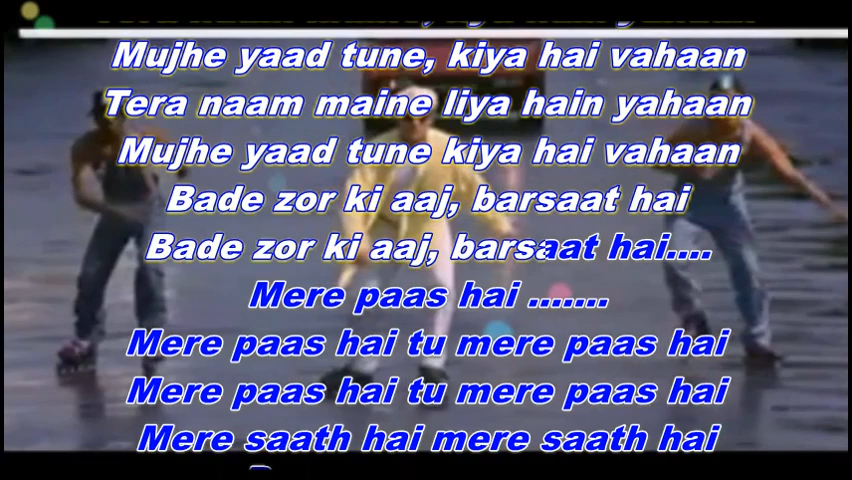 Mujhe yaad tune, kiya hai vahaan
Tera naam maine liya hain yahaan
Mujhe yaad tune kiya hai vahaan
Bade zor ki aaj, barsaat hai
Bade zor ki aaj, barsaat hai....
Mere paas hai .......
Mere paas hai tu mere paas hai
Mere paas hai tu mere paas hai
Mere saath hai mere saath hai